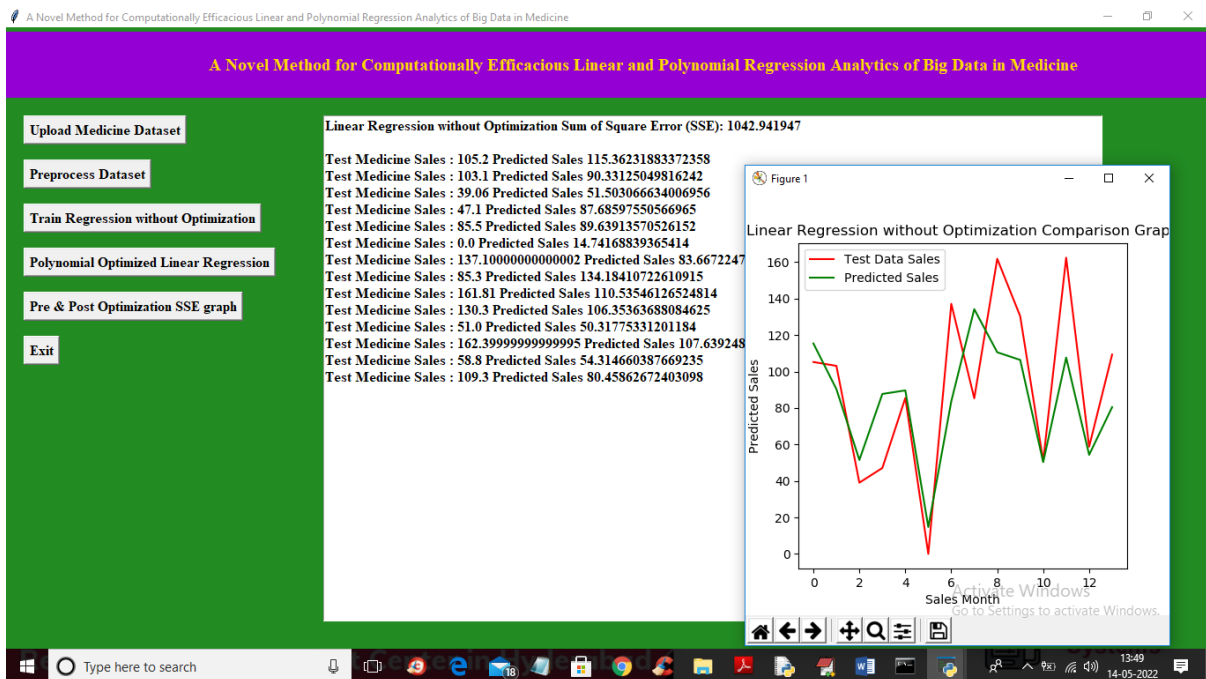 A Novel Method for Computationally Efficacious Linear and Polynomial Regression Analytics of Big Data in Medicine
A Novel Method for Computationally Efficacious Linear and Polynomial Regression Analytics of Big Data in Medicine
Upload Medicine Dataset
Preprocess Dataset
Train Regression without Optimization
Polynomial Optimized Linear Regression
Pre & Post Optimization SSE graph
Exit
Linear Regression without Optimization Sum of Square Error (SSE): 1042.941947
Test Medicine Sales : 105.2 Predicted Sales 115.36231883372358
Test Medicine Sales : 103.1 Predicted Sales 90.33125049816242
Test Medicine Sales : 39.06 Predicted Sales 51.503066634006956
Test Medicine Sales : 47.1 Predicted Sales 87.68597550566965
Test Medicine Sales : 85.5 Predicted Sales 89.63913570526152
Test Medicine Sales : 0.0 Predicted Sales 14.74168839365414
Test Medicine Sales : 137.10000000000002 Predicted Sales 83.6672247
Test Medicine Sales : 85.3 Predicted Sales 134.18410722610915
Test Medicine Sales : 161.81 Predicted Sales 110.53546126524814
Test Medicine Sales : 130.3 Predicted Sales 106.35363688084625
Test Medicine Sales : 51.0 Predicted Sales 50.31775331201184
Test Medicine Sales : 162.39999999999995 Predicted Sales 107.639248
Test Medicine Sales : 58.8 Predicted Sales 54.314660387669235
Test Medicine Sales : 109.3 Predicted Sales 80.45862672403098
Figure 1
Linear Regression without Optimization Comparison Grap
Test Data Sales
Predicted Sales
160
140
120
100
80
60
40
20
0
Predicted Sales
0 2 4 6 8 10 12
Sales Month
Activate Windows
Go to Settings to activate Windows.
Type here to search
18
13:49
14-05-2022